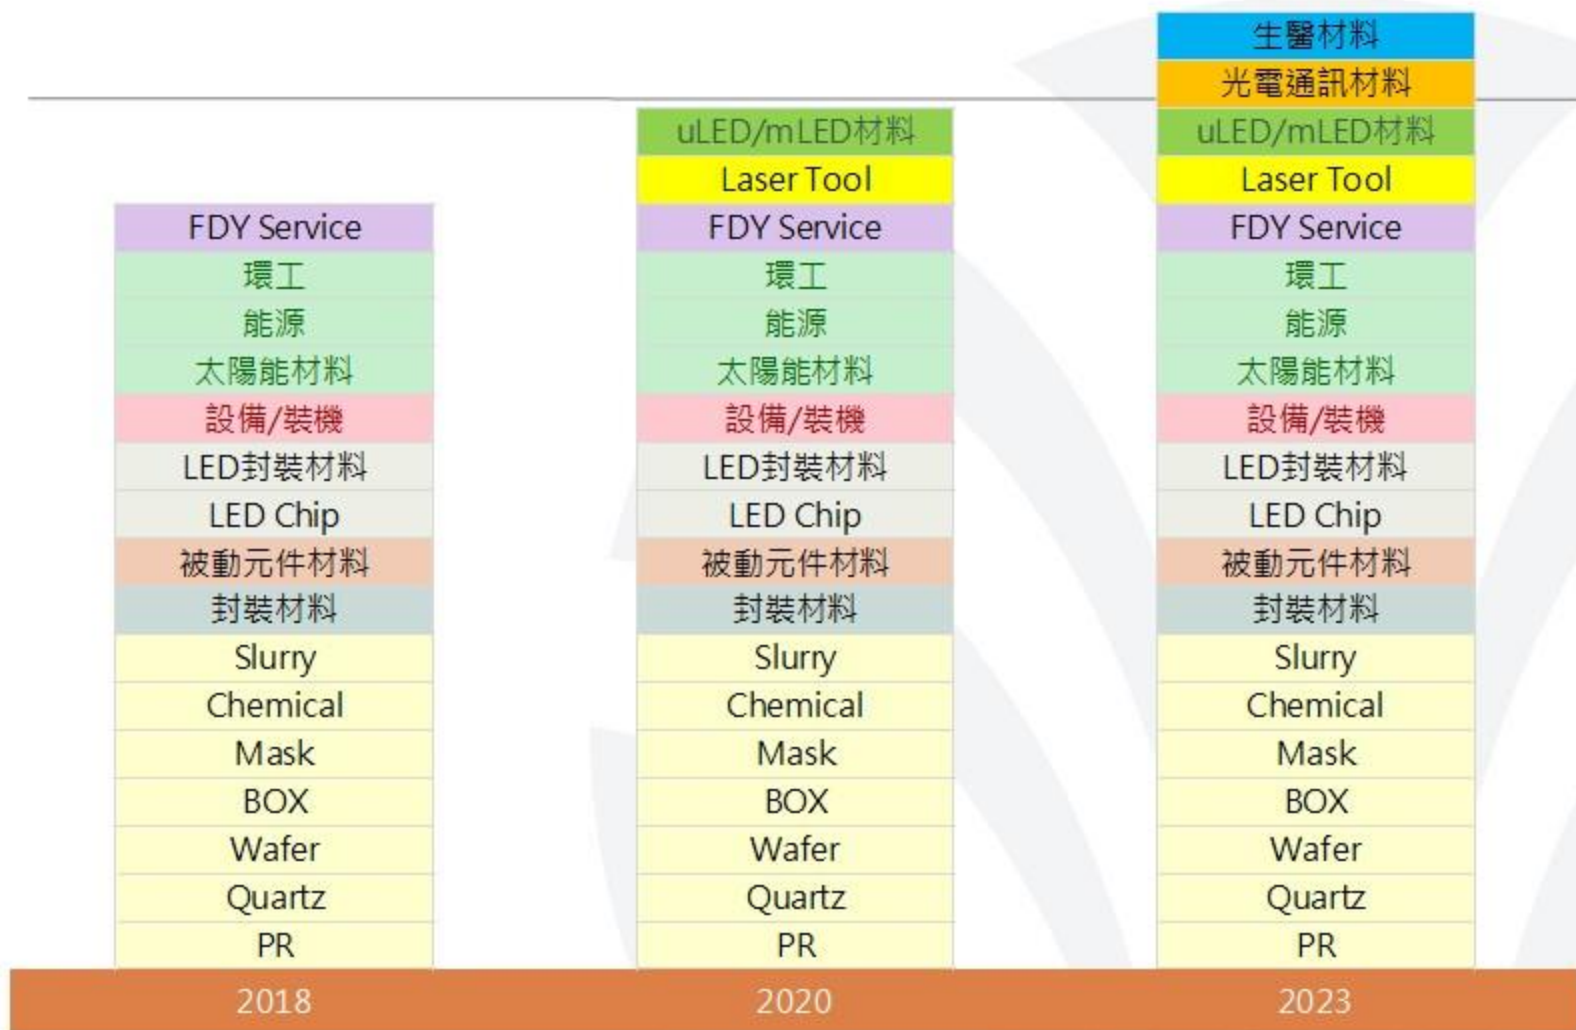 FDY Service
環工
能源
太陽能材料
設備/裝機
LED封裝材料
LED Chip
被動元件材料
封裝材料
Slurry
Chemical
Mask
BOX
Wafer
Quartz
PR
2018
uLED/mLED材料
Laser Tool
FDY Service
環工
能源
太陽能材料
設備/裝機
LED封裝材料
LED Chip
被動元件材料
封裝材料
Slurry
Chemical
Mask
BOX
Wafer
Quartz
PR
2020
生醫材料
光電通訊材料
uLED/mLED材料
Laser Tool
FDY Service
環工
能源
太陽能材料
設備/裝機
LED封裝材料
LED Chip
被動元件材料
封裝材料
Slurry
Chemical
Mask
BOX
Wafer
Quartz
PR
2023